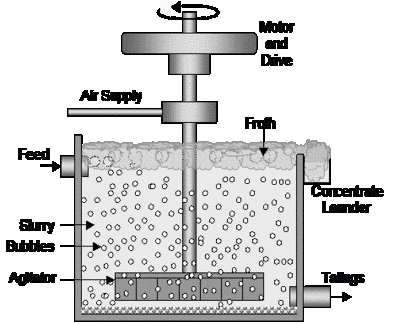 Motor
and
Drive
Air Supply
Froth
Feed
Concentrate
Launder
Slurry
Bubbles
Agitator
Tailings